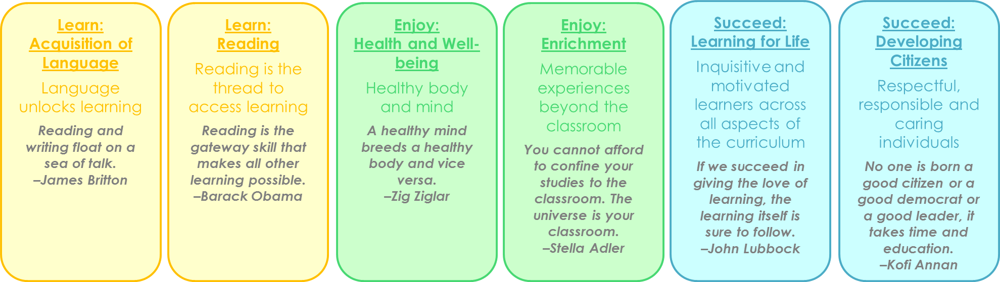 Learn:
Acquisition of
Language
Language
unlocks learning
Reading and
writing float on a
sea of talk.
–James Britton
Learn:
Reading
Reading is the
thread to
access learning
Reading is the
gateway skill that
makes all other
learning possible.
–Barack Obama
Enjoy:
Health and Well-
being
Healthy body
and mind
A healthy mind
breeds a healthy
body and vice
versa.
–Zig Ziglar
Enjoy:
Enrichment
Memorable
experiences
beyond the
classroom
You cannot afford
to confine your
studies to the
classroom. The
universe is your
classroom.
–Stella Adler
Succeed:
Learning for Life
Inquisitive and
motivated
learners across
all aspects of
the curriculum
If we succeed in
giving the love of
learning, the
learning itself is
sure to follow.
–John Lubbock
Succeed:
Developing
Citizens
Respectful,
responsible and
caring
individuals
No one is born a
good citizen or a
good democrat or
a good leader, it
takes time and
education.
–Kofi Annan